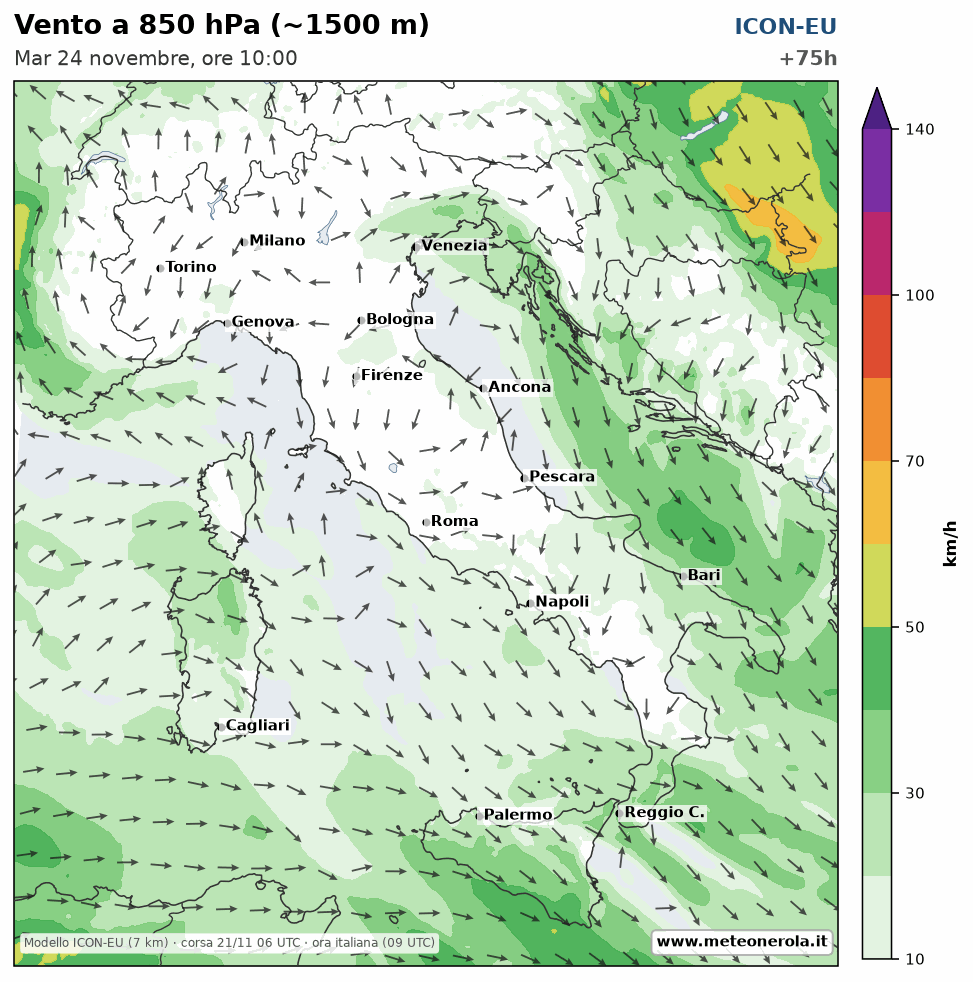 Vento a 850 hPa (~1500 m)
ICON-EU
Mar 24 novembre, ore 10:00
+75h
Milano
Venezia
Torino
Genova
Bologna
Firenze
Ancona
Pescara
Roma
Bari
Napoli
Cagliari
Palermo
Reggio C.
140
100
70
50
30
10
km/h
Modello ICON-EU (7 km) · corsa 21/11 06 UTC · ora italiana (09 UTC)
www.meteonerola.it